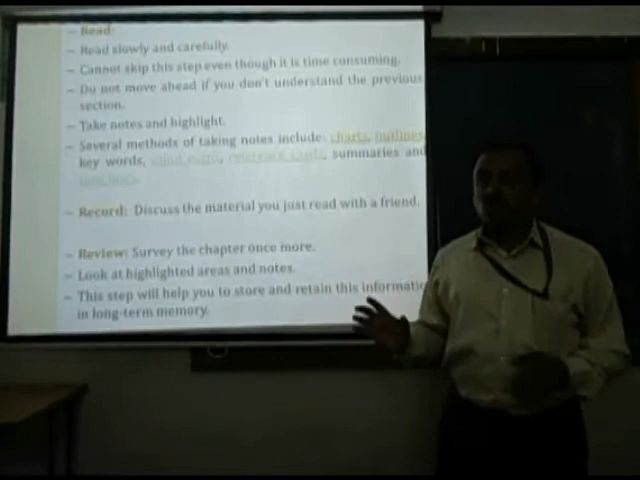 Read:
– Read slowly and carefully.
– Cannot skip this step even though it is time consuming.
– Do not move ahead if you don't understand the previous
section.
– Take notes and highlight.
– Several methods of taking notes include: charts, outlines,
key words, mind maps, reference cards, summaries and
– Record: Discuss the material you just read with a friend.
– Review: Survey the chapter once more.
– Look at highlighted areas and notes.
– This step will help you to store and retain this informatio
in long-term memory.